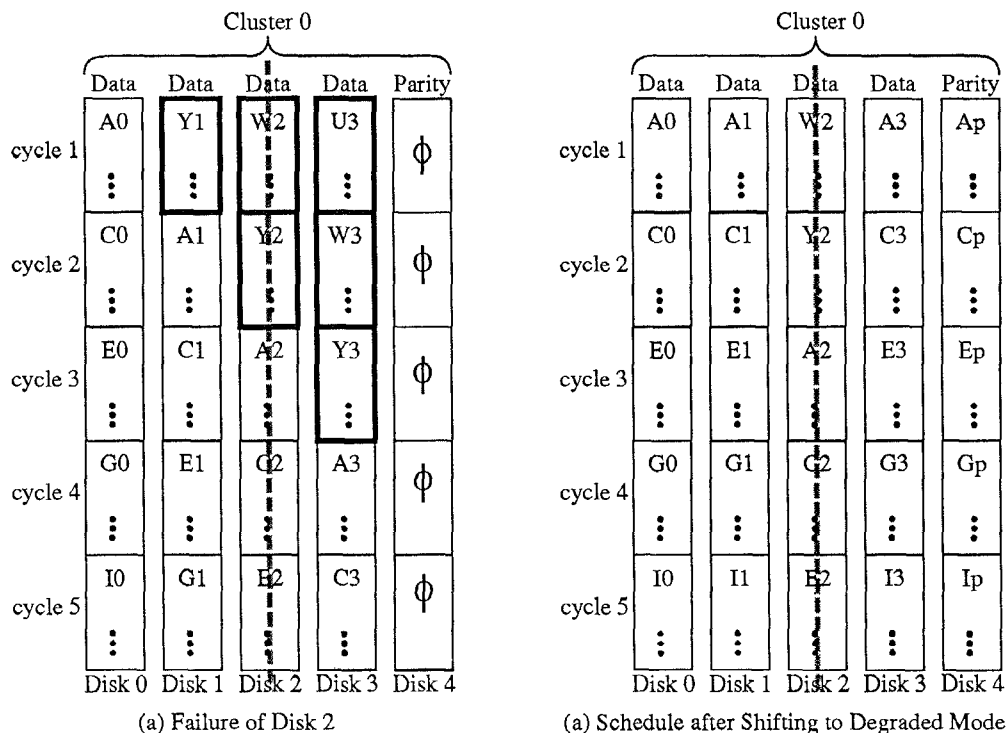 Cluster 0
Data Data Data Data Parity
cycle 1 A0 Y1 W2 U3 ϕ
cycle 2 C0 A1 Y2 W3 ϕ
cycle 3 E0 C1 A2 Y3 ϕ
cycle 4 G0 E1 C2 A3 ϕ
cycle 5 I0 G1 E2 C3 ϕ
Disk 0 Disk 1 Disk 2 Disk 3 Disk 4
(a) Failure of Disk 2
Cluster 0
Data Data Data Data Parity
cycle 1 A0 A1 W2 A3 Ap
cycle 2 C0 C1 Y2 C3 Cp
cycle 3 E0 E1 A2 E3 Ep
cycle 4 G0 G1 C2 G3 Gp
cycle 5 I0 I1 E2 I3 Ip
Disk 0 Disk 1 Disk 2 Disk 3 Disk 4
(a) Schedule after Shifting to Degraded Mode